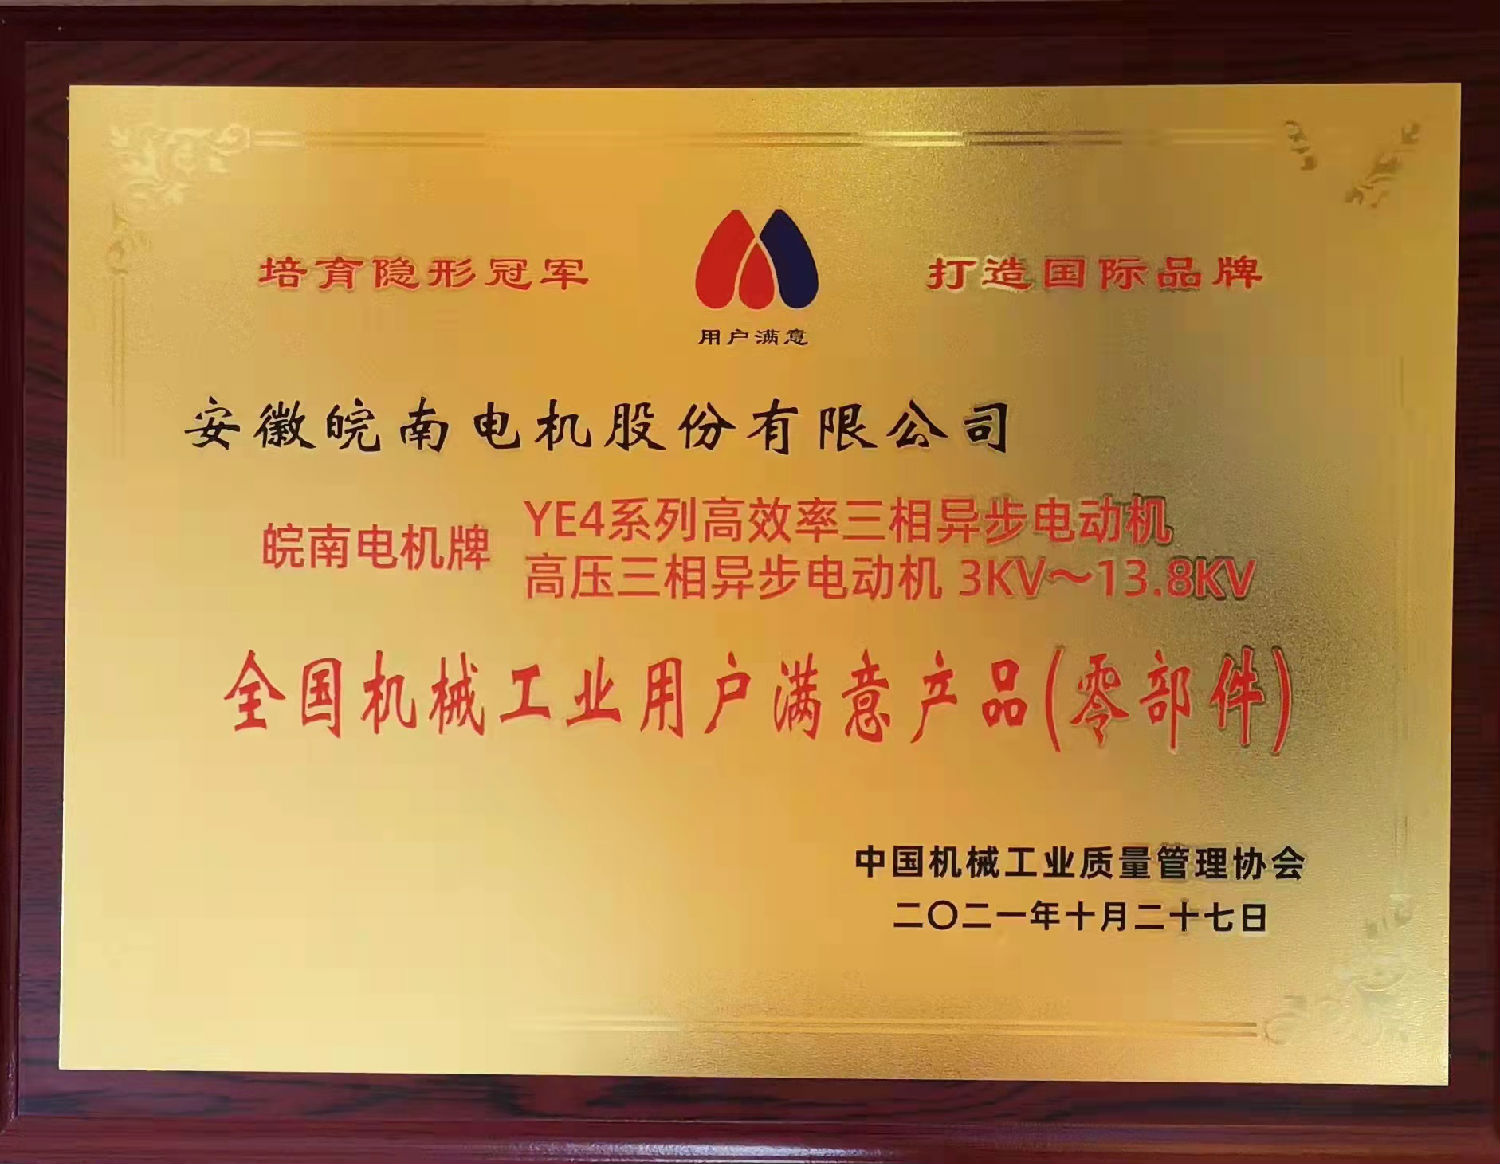 培育隐形冠军 打造国际品牌
用户满意
安徽皖南电机股份有限公司
皖南电机牌
YE4系列高效率三相异步电动机
高压三相异步电动机 3KV～13.8KV
全国机械工业用户满意产品(零部件)
中国机械工业质量管理协会
二〇二一年十月二十七日